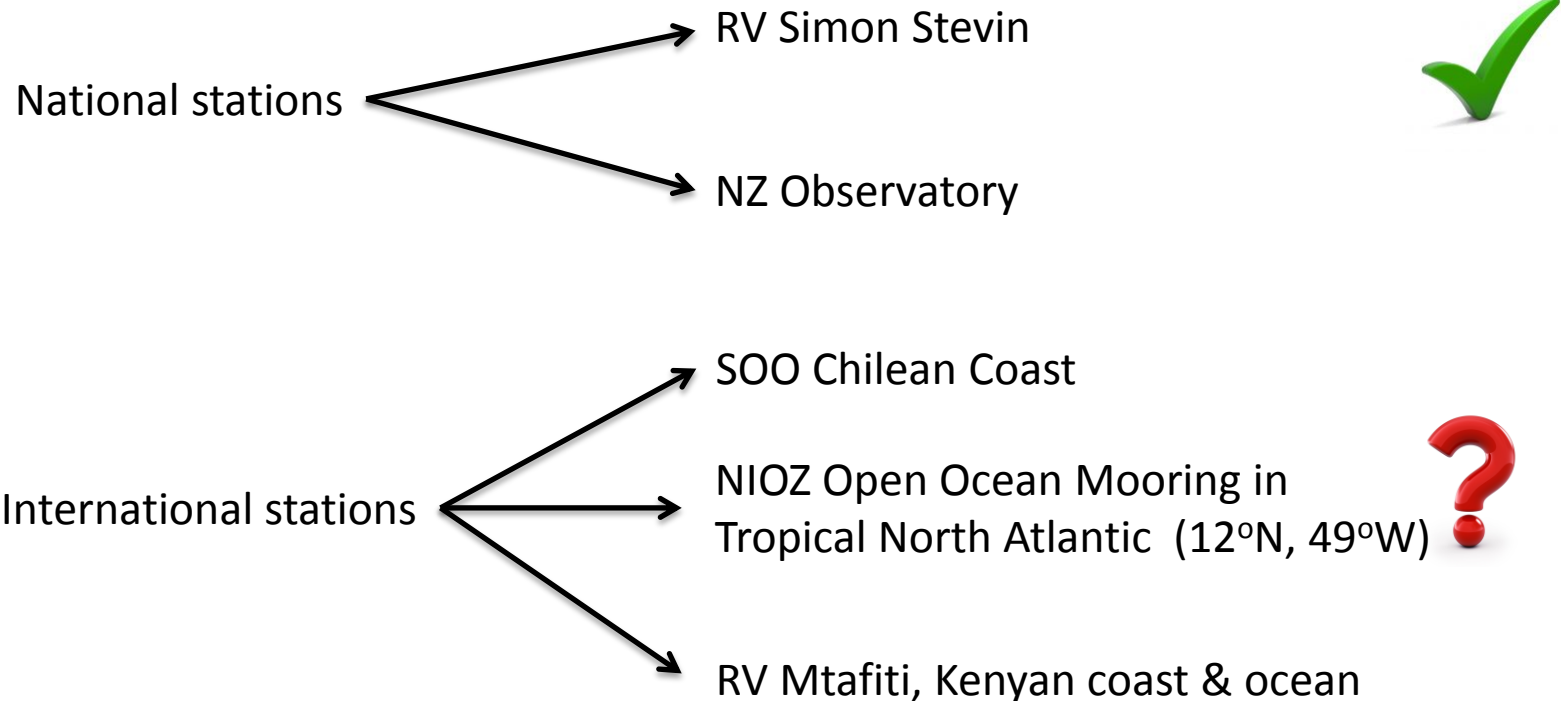 RV Simon Stevin
National stations
NZ Observatory
SOO Chilean Coast
NIOZ Open Ocean Mooring in
Tropical North Atlantic (12ºN, 49ºW)
International stations
RV Mtafiti, Kenyan coast & ocean